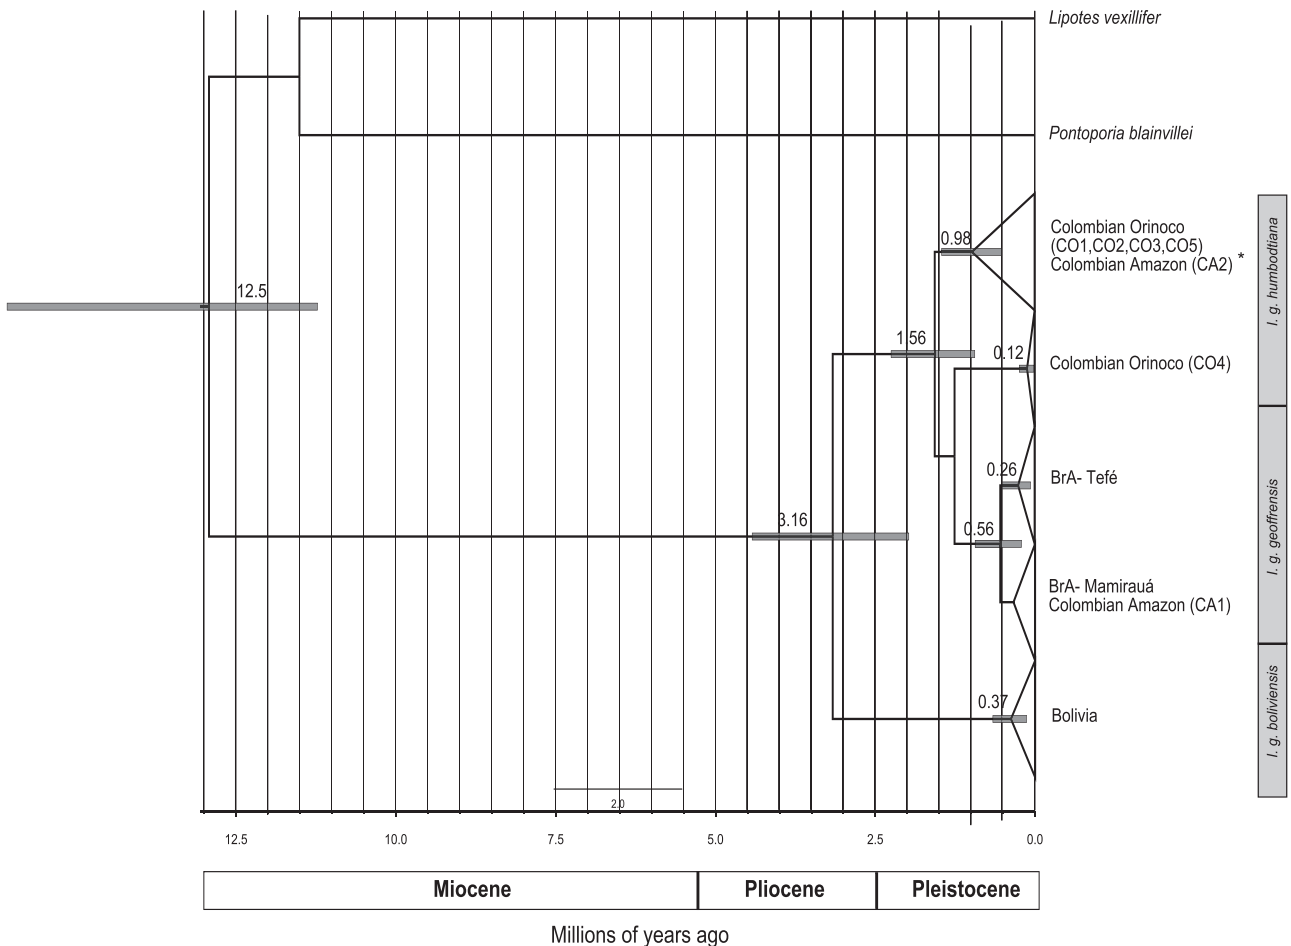 Lipotes vexillifer
Pontoporia blainvillei
Colombian Orinoco
(CO1,CO2,CO3,CO5)
Colombian Amazon (CA2) *
0.98
12.5
1.56
0.12
Colombian Orinoco (CO4)
0.26
BrA- Tefé
3.16
0.56
BrA- Mamirauá
Colombian Amazon (CA1)
0.37
Bolivia
I. g. humbodtiana
I. g. geoffrensis
I. g. boliviensis
2.0
12.5 10.0 7.5 5.0 2.5 0.0
Miocene Pliocene Pleistocene
Millions of years ago